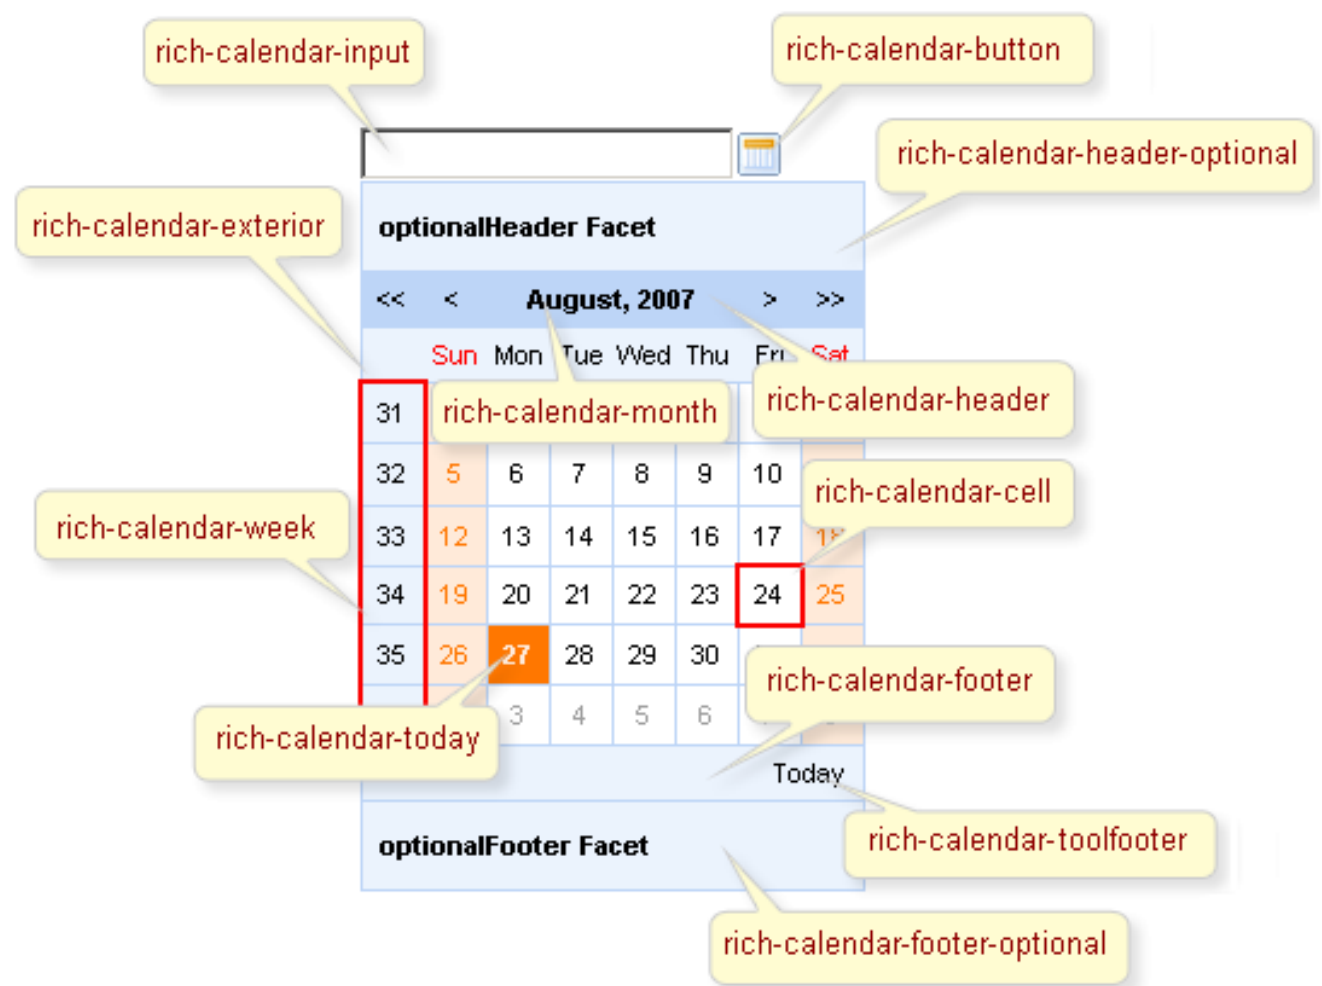 rich-calendar-input
rich-calendar-button
rich-calendar-header-optional
rich-calendar-exterior
optionalHeader Facet
<< < August, 2007 > >>
Sun Mon Tue Wed Thu Fri Sat
31
rich-calendar-month
rich-calendar-header
32 5 6 7 8 9 10
rich-calendar-cell
rich-calendar-week
33 12 13 14 15 16 17 18
34 19 20 21 22 23 24 25
35 26 27 28 29 30
rich-calendar-footer
3 4 5 6
rich-calendar-today
Today
optionalFooter Facet
rich-calendar-toolfooter
rich-calendar-footer-optional